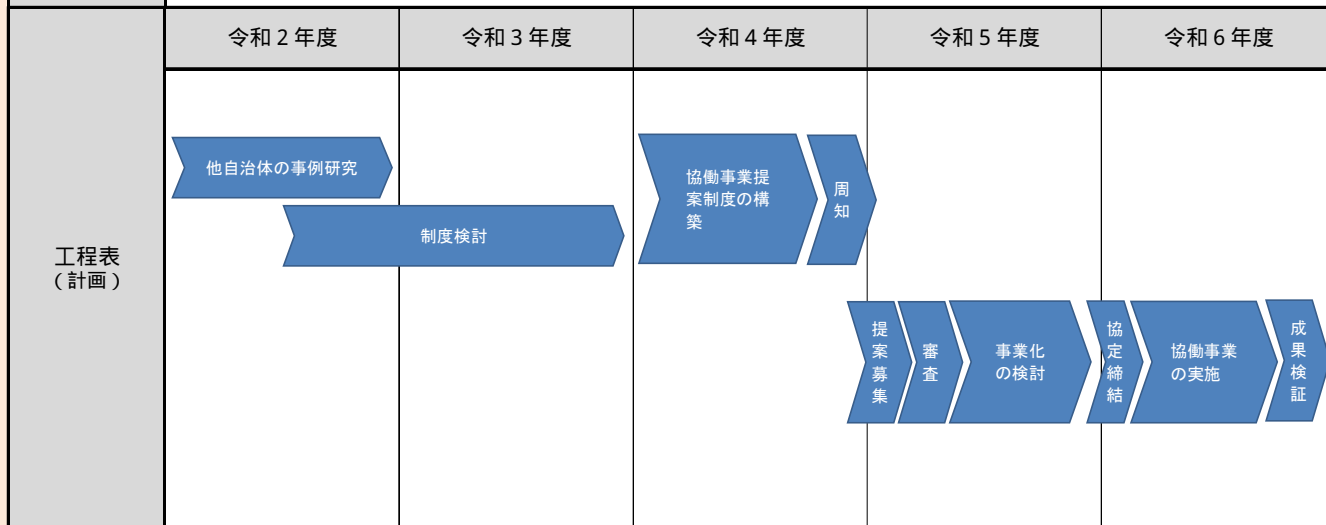 令和２年度
令和３年度
令和４年度
令和５年度
令和６年度
工程表
（計画）
他自治体の事例研究
制度検討
協働事業提
案制度の構
築
周
知
提
案
募
集
審
査
事業化
の検討
協
定
締
結
協働事業
の実施
成
果
検
証